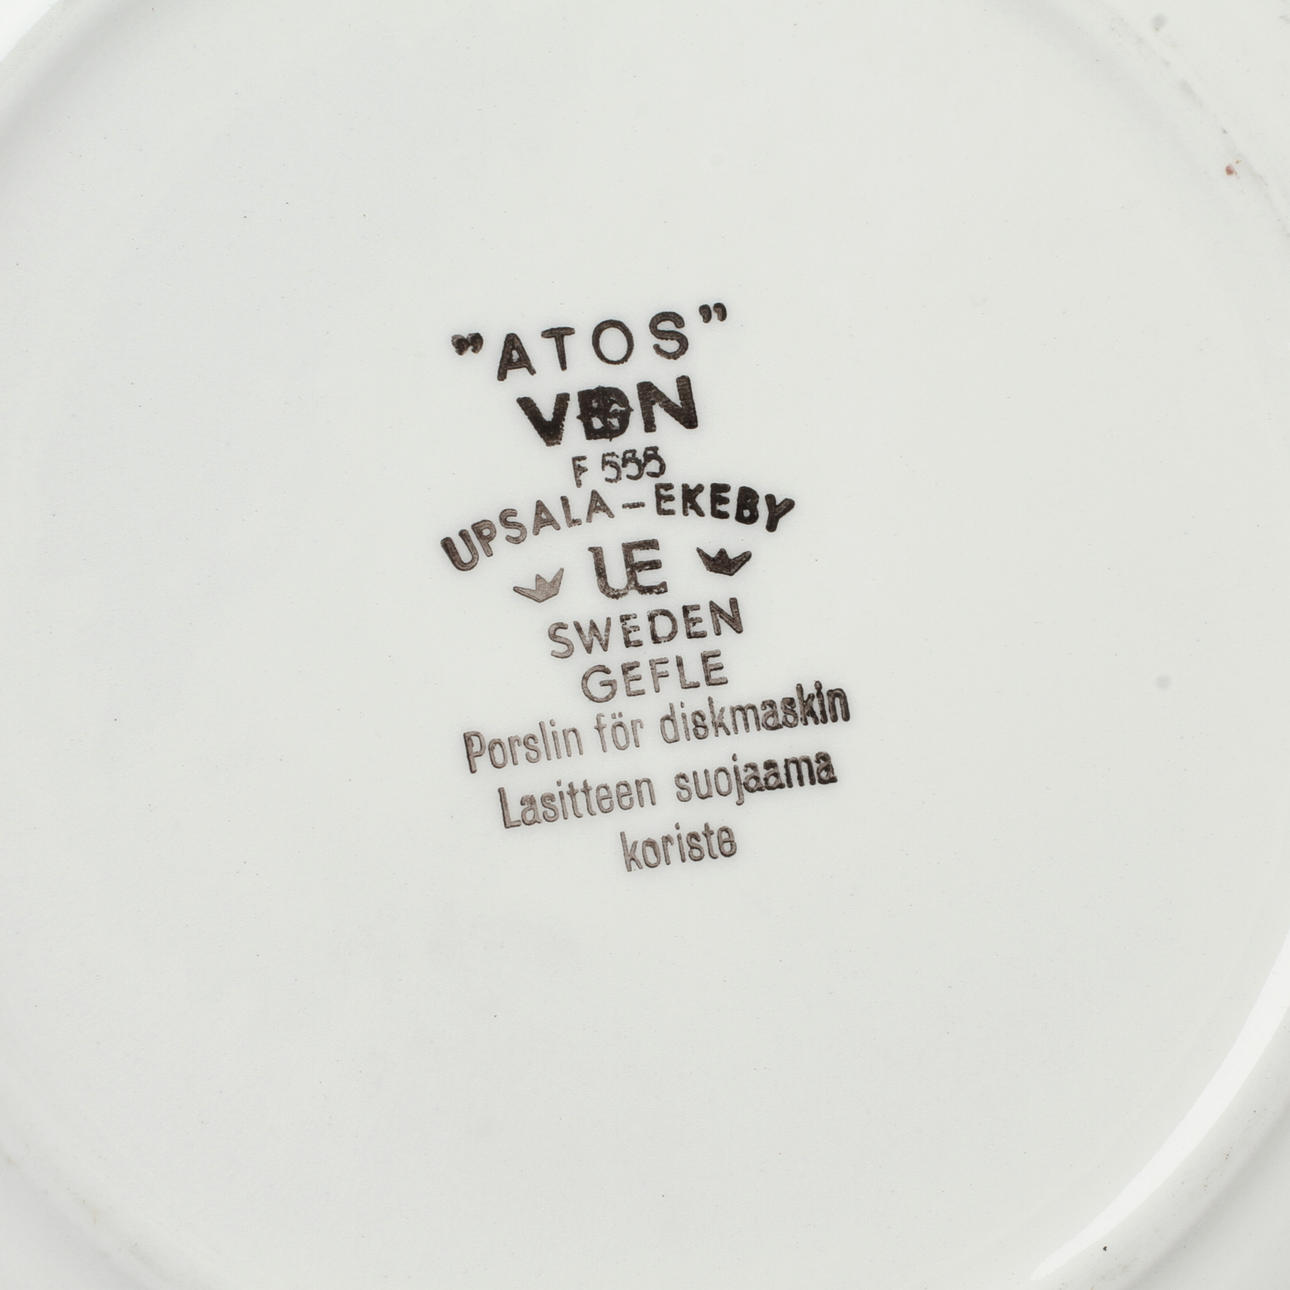 ”ATOS”
VDN
F 555
UPSALA–EKEBY
UE
SWEDEN
GEFLE
Porslin för diskmaskin
Lasitteen suojaama
koriste